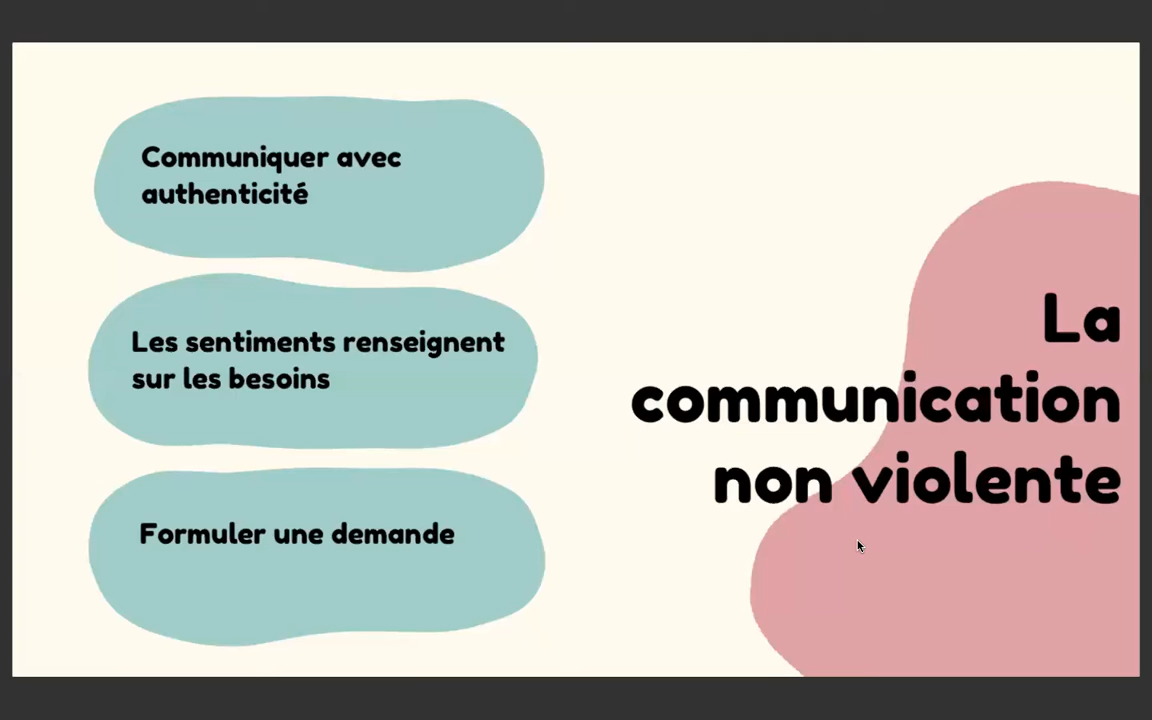 Communiquer avec
authenticité
Les sentiments renseignent
sur les besoins
Formuler une demande
La
communication
non violente